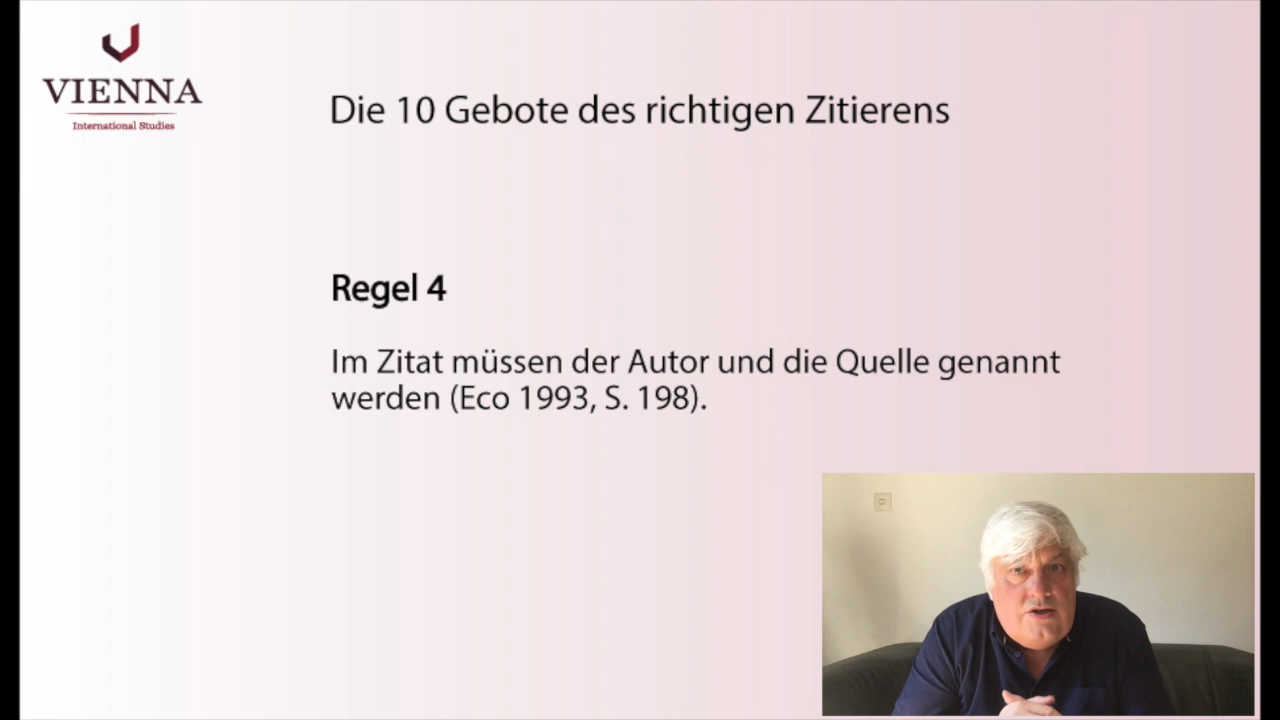 VIENNA
International Studies
Die 10 Gebote des richtigen Zitierens
Regel 4
Im Zitat müssen der Autor und die Quelle genannt
werden (Eco 1993, S. 198).